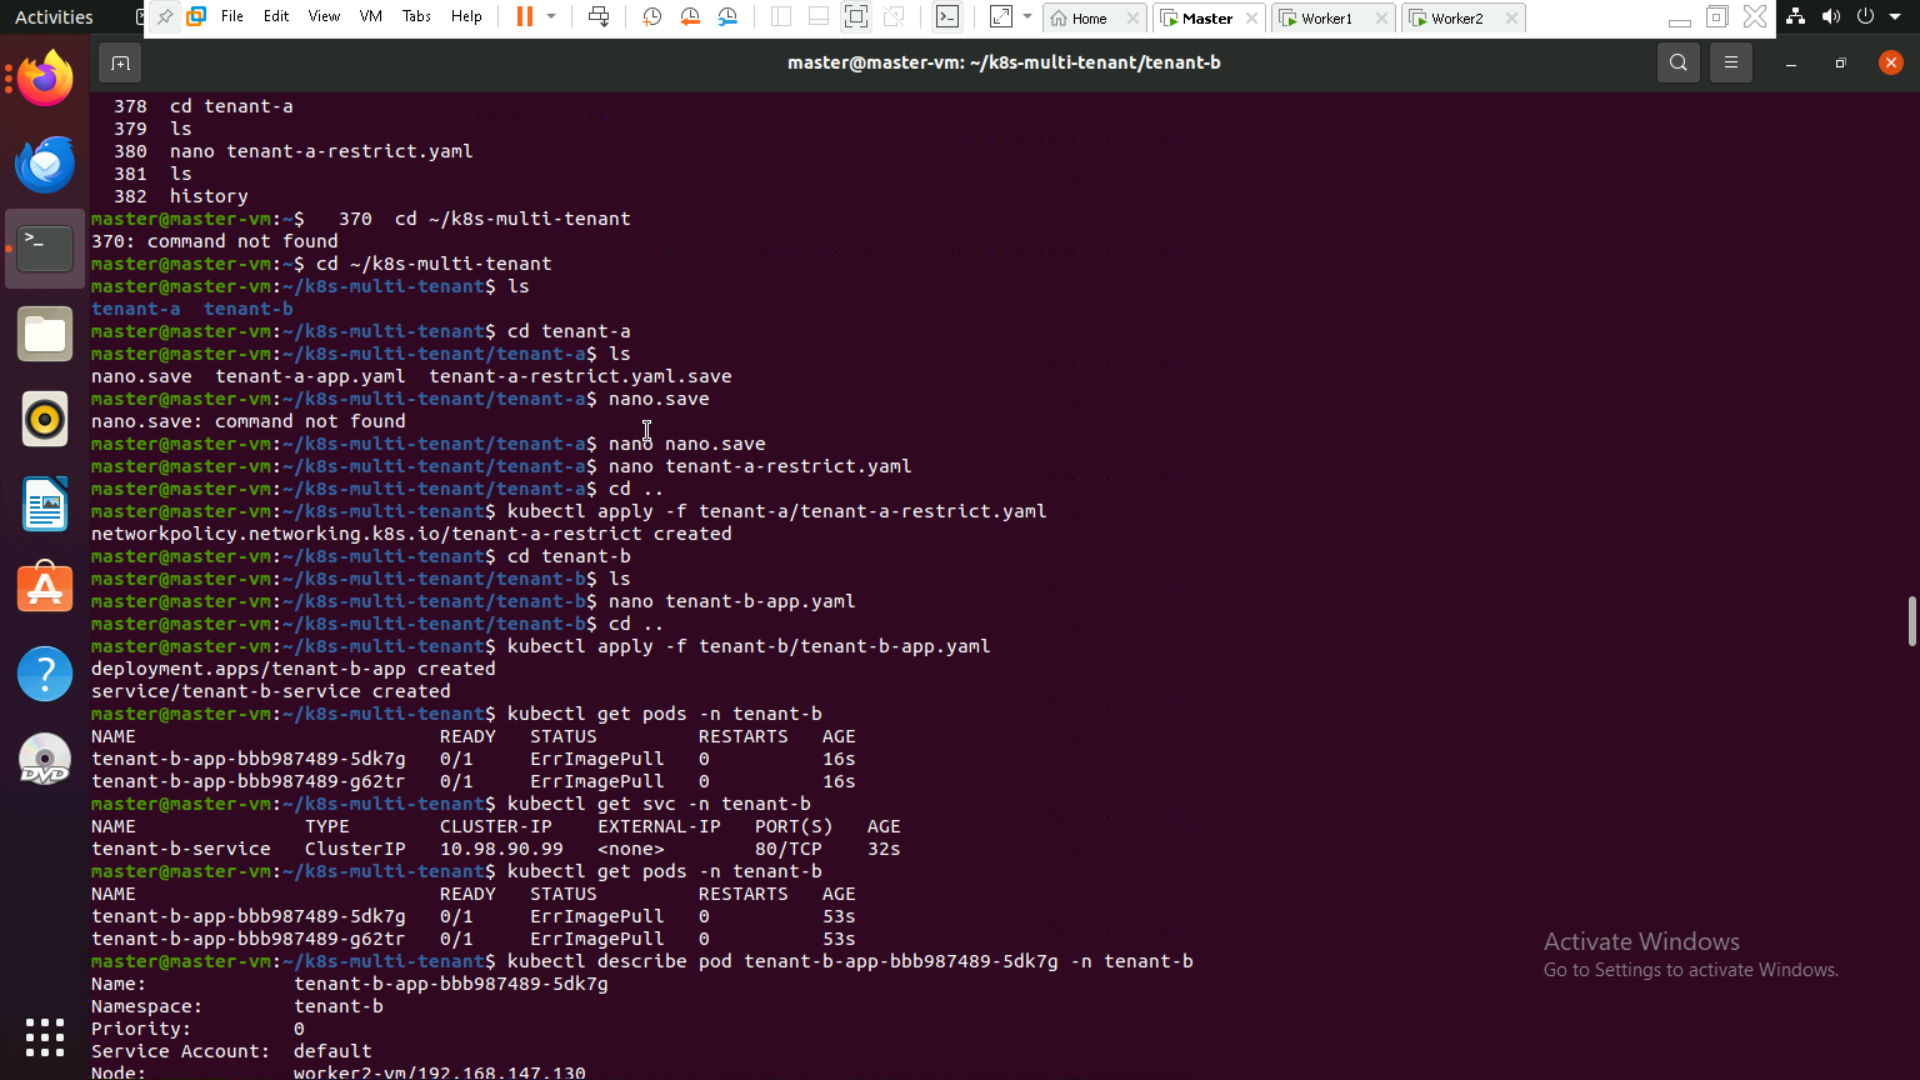 Activities
File Edit View VM Tabs Help
Home
Master
Worker1
Worker2
master@master-vm: ~/k8s-multi-tenant/tenant-b
378 cd tenant-a
379 ls
380 nano tenant-a-restrict.yaml
381 ls
382 history
master@master-vm:~$ 370 cd ~/k8s-multi-tenant
370: command not found
master@master-vm:~$ cd ~/k8s-multi-tenant
master@master-vm:~/k8s-multi-tenant$ ls
tenant-a tenant-b
master@master-vm:~/k8s-multi-tenant$ cd tenant-a
master@master-vm:~/k8s-multi-tenant/tenant-a$ ls
nano.save tenant-a-app.yaml tenant-a-restrict.yaml.save
master@master-vm:~/k8s-multi-tenant/tenant-a$ nano.save
nano.save: command not found
master@master-vm:~/k8s-multi-tenant/tenant-a$ nano nano.save
master@master-vm:~/k8s-multi-tenant/tenant-a$ nano tenant-a-restrict.yaml
master@master-vm:~/k8s-multi-tenant/tenant-a$ cd ..
master@master-vm:~/k8s-multi-tenant$ kubectl apply -f tenant-a/tenant-a-restrict.yaml
networkpolicy.networking.k8s.io/tenant-a-restrict created
master@master-vm:~/k8s-multi-tenant$ cd tenant-b
master@master-vm:~/k8s-multi-tenant/tenant-b$ ls
master@master-vm:~/k8s-multi-tenant/tenant-b$ nano tenant-b-app.yaml
master@master-vm:~/k8s-multi-tenant/tenant-b$ cd ..
master@master-vm:~/k8s-multi-tenant$ kubectl apply -f tenant-b/tenant-b-app.yaml
deployment.apps/tenant-b-app created
service/tenant-b-service created
master@master-vm:~/k8s-multi-tenant$ kubectl get pods -n tenant-b
NAME READY STATUS RESTARTS AGE
tenant-b-app-bbb987489-5dk7g 0/1 ErrImagePull 0 16s
tenant-b-app-bbb987489-g62tr 0/1 ErrImagePull 0 16s
master@master-vm:~/k8s-multi-tenant$ kubectl get svc -n tenant-b
NAME TYPE CLUSTER-IP EXTERNAL-IP PORT(S) AGE
tenant-b-service ClusterIP 10.98.90.99 <none> 80/TCP 32s
master@master-vm:~/k8s-multi-tenant$ kubectl get pods -n tenant-b
NAME READY STATUS RESTARTS AGE
tenant-b-app-bbb987489-5dk7g 0/1 ErrImagePull 0 53s
tenant-b-app-bbb987489-g62tr 0/1 ErrImagePull 0 53s
master@master-vm:~/k8s-multi-tenant$ kubectl describe pod tenant-b-app-bbb987489-5dk7g -n tenant-b
Name: tenant-b-app-bbb987489-5dk7g
Namespace: tenant-b
Priority: 0
Service Account: default
Node: worker2-vm/192.168.147.130
Activate Windows
Go to Settings to activate Windows.
DVD